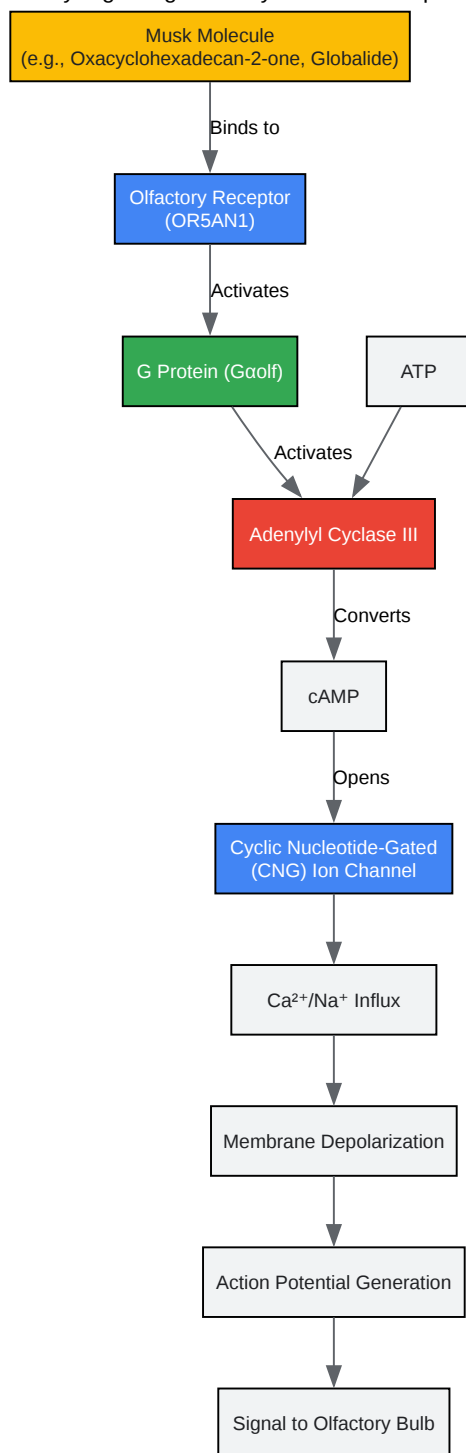 Musk Molecule
(e.g., Oxacyclohexadecan-2-one, Globalide)
Binds to
Olfactory Receptor
(OR5AN1)
Activates
G Protein (Gαolf)
ATP
Activates
Adenylyl Cyclase III
Converts
cAMP
Opens
Cyclic Nucleotide-Gated
(CNG) Ion Channel
Ca²⁺/Na⁺ Influx
Membrane Depolarization
Action Potential Generation
Signal to Olfactory Bulb